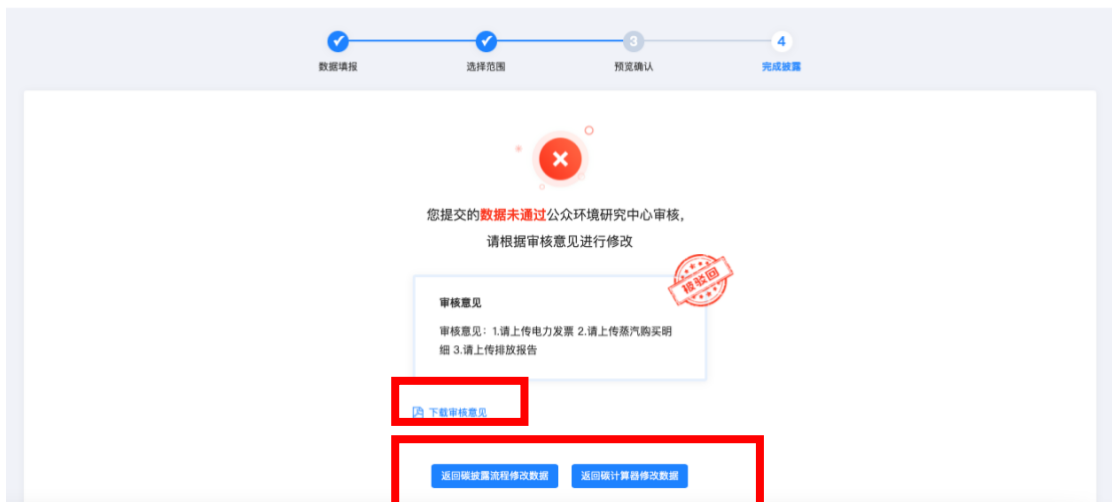 3
4
数据填报
选择范围
预览确认
完成披露
您提交的数据未通过公众环境研究中心审核，
请根据审核意见进行修改
被驳回
审核意见
审核意见：1.请上传电力发票 2.请上传蒸汽购买明
细 3.请上传排放报告
下载审核意见
返回碳披露流程修改数据
返回碳计算器修改数据